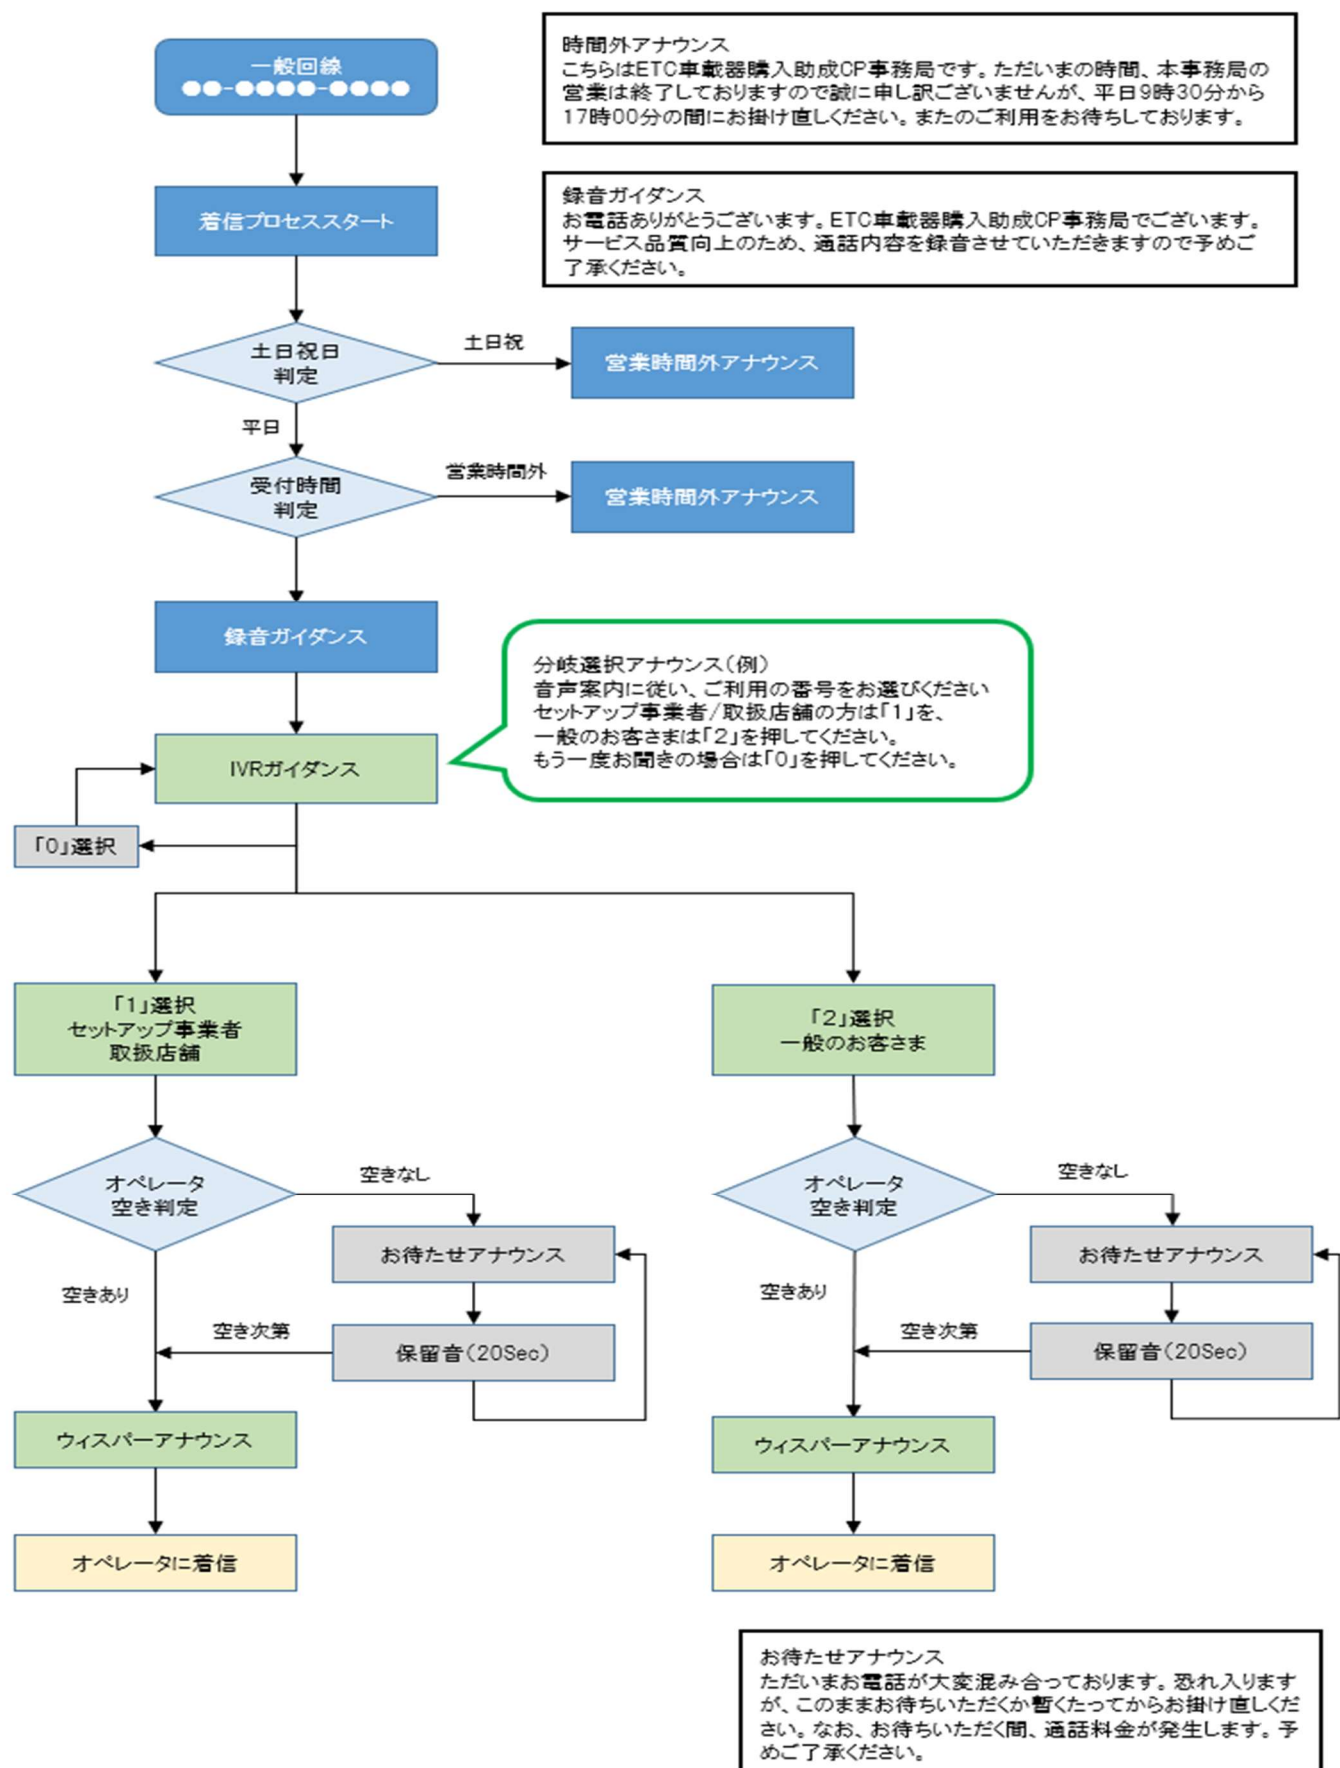 一般回線
●●-●●●●-●●●●
時間外アナウンス
こちらはETC車載器購入助成CP事務局です。ただいまの時間、本事務局の
営業は終了しておりますので誠に申し訳ございませんが、平日9時30分から
17時00分の間にお掛け直しください。またのご利用をお待ちしております。
着信プロセススタート
録音ガイダンス
お電話ありがとうございます。ETC車載器購入助成CP事務局でございます。
サービス品質向上のため、通話内容を録音させていただきますので予めご
了承ください。
土日祝日
判定
土日祝
営業時間外アナウンス
平日
受付時間
判定
営業時間外
営業時間外アナウンス
録音ガイダンス
分岐選択アナウンス(例)
音声案内に従い、ご利用の番号をお選びください
セットアップ事業者/取扱店舗の方は「1」を、
一般のお客さまは「2」を押してください。
もう一度お聞きの場合は「0」を押してください。
IVRガイダンス
「0」選択
「1」選択
セットアップ事業者
取扱店舗
「2」選択
一般のお客さま
オペレータ
空き判定
空きなし
お待たせアナウンス
空きあり
空き次第
保留音(20Sec)
ウィスパーアナウンス
オペレータに着信
オペレータ
空き判定
空きなし
お待たせアナウンス
空きあり
空き次第
保留音(20Sec)
ウィスパーアナウンス
オペレータに着信
お待たせアナウンス
ただいまお電話が大変混み合っております。恐れ入りますが
、このままお待ちいただくか暫くたってからお掛け直しくだ
さい。なお、お待ちいただく間、通話料金が発生します。予
めご了承ください。